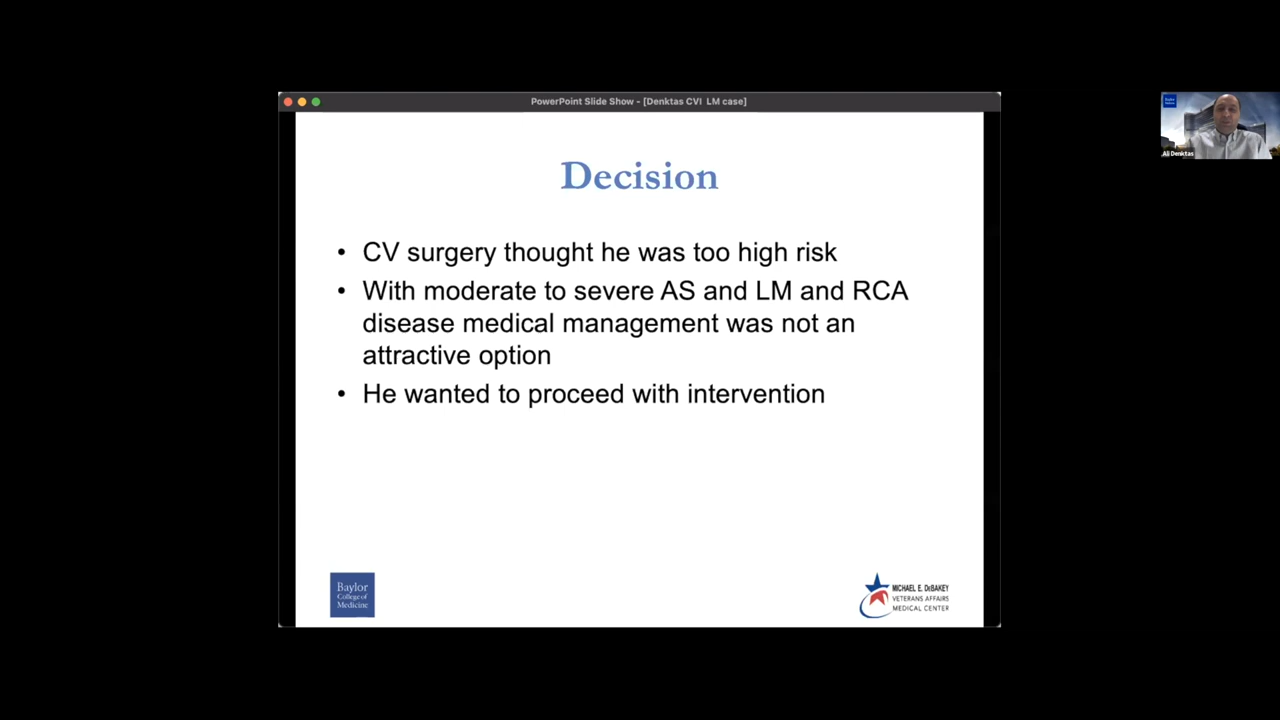 PowerPoint Slide Show - [Denktas CVI LM case]
Decision
• CV surgery thought he was too high risk
• With moderate to severe AS and LM and RCA
disease medical management was not an
attractive option
• He wanted to proceed with intervention
Baylor
College of
Medicine
MICHAEL E. DEBAKEY
VETERANS AFFAIRS
MEDICAL CENTER
Ali Denktas